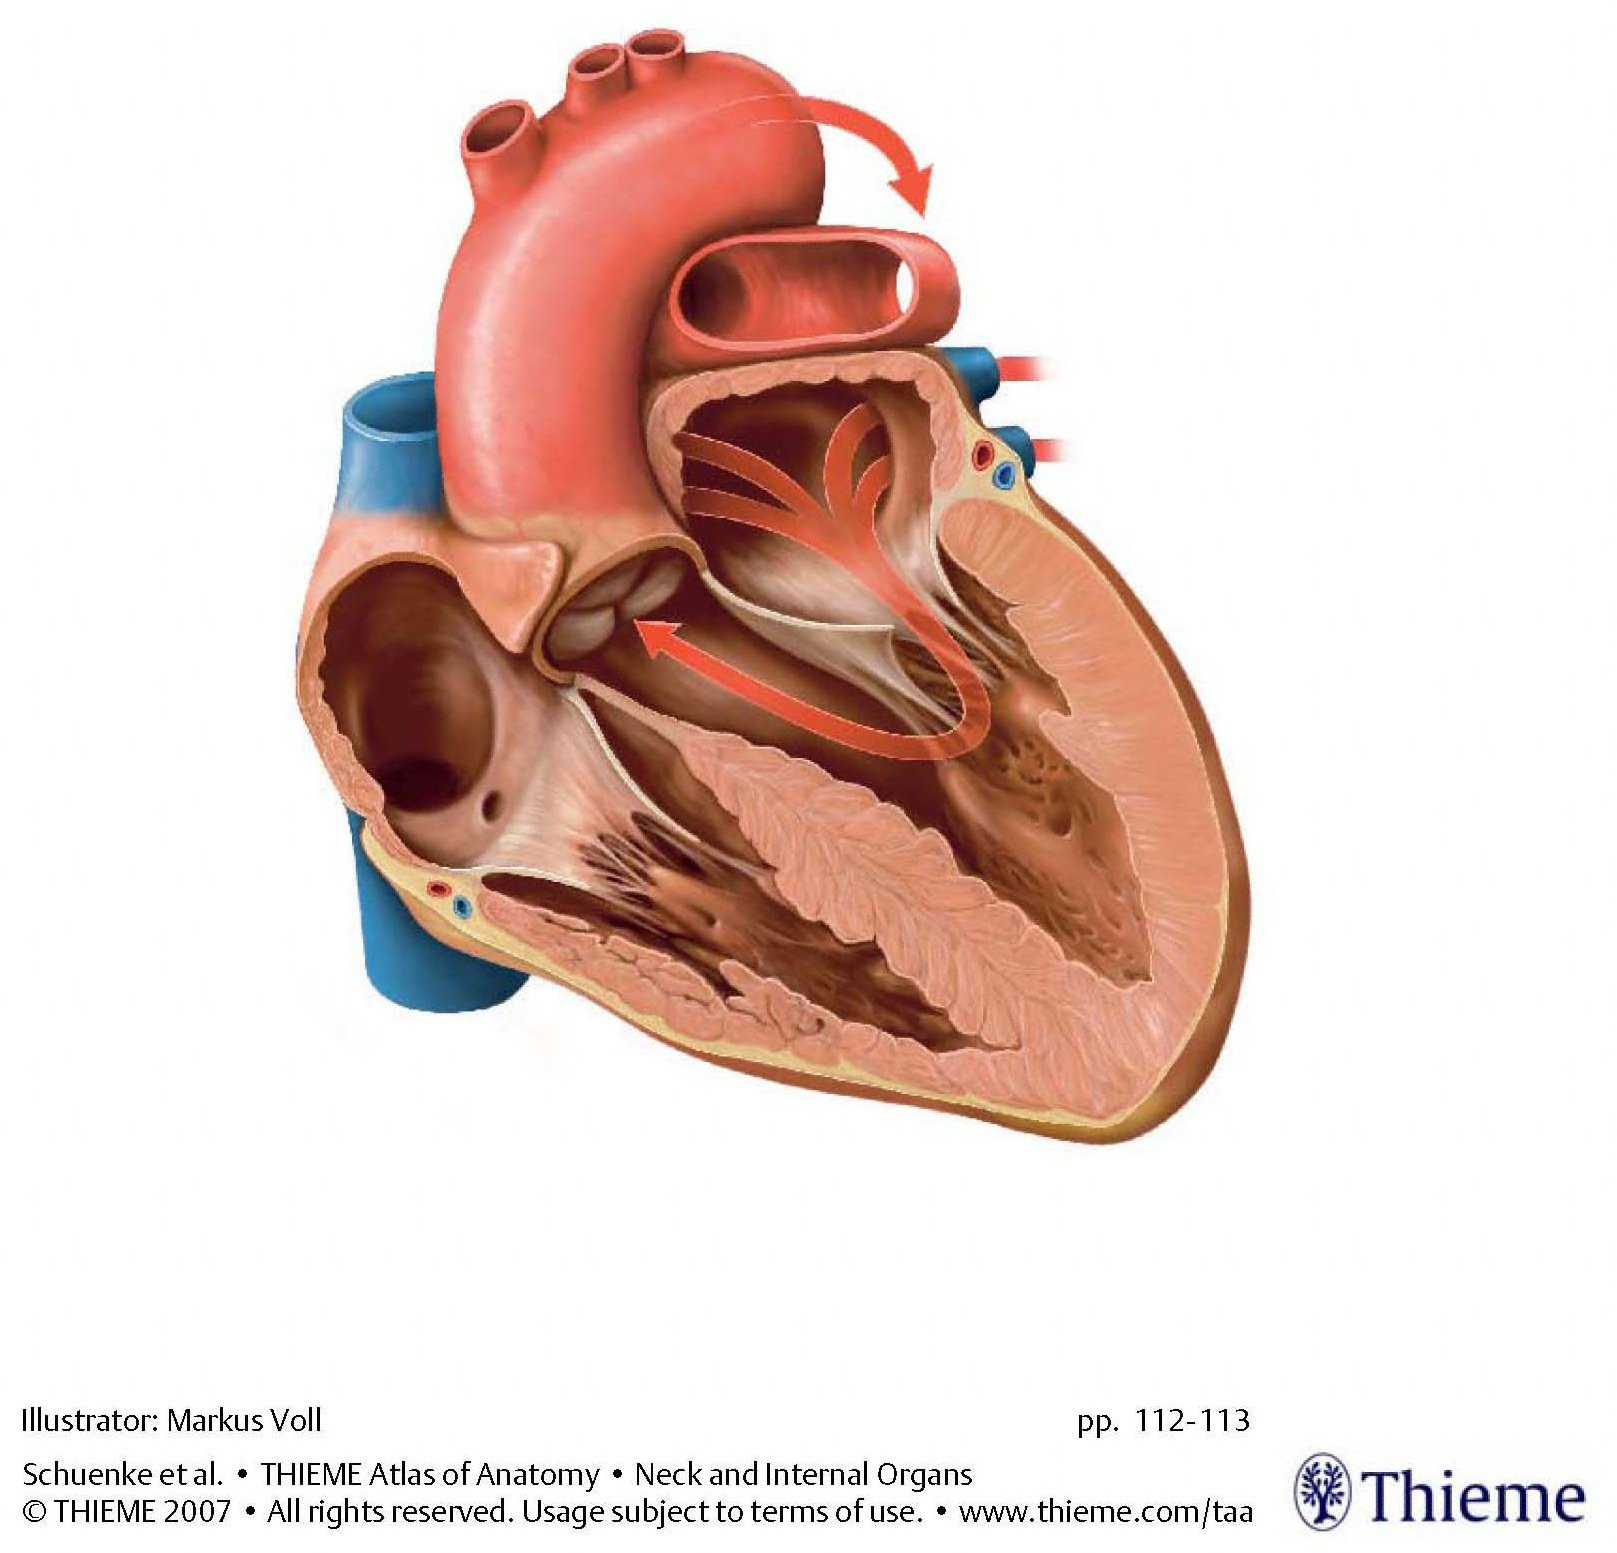 Illustrator: Markus Voll
pp. 112-113
Schuenke et al. • THIEME Atlas of Anatomy • Neck and Internal Organs
© THIEME 2007 • All rights reserved. Usage subject to terms of use. • www.thieme.com/taa
Thieme